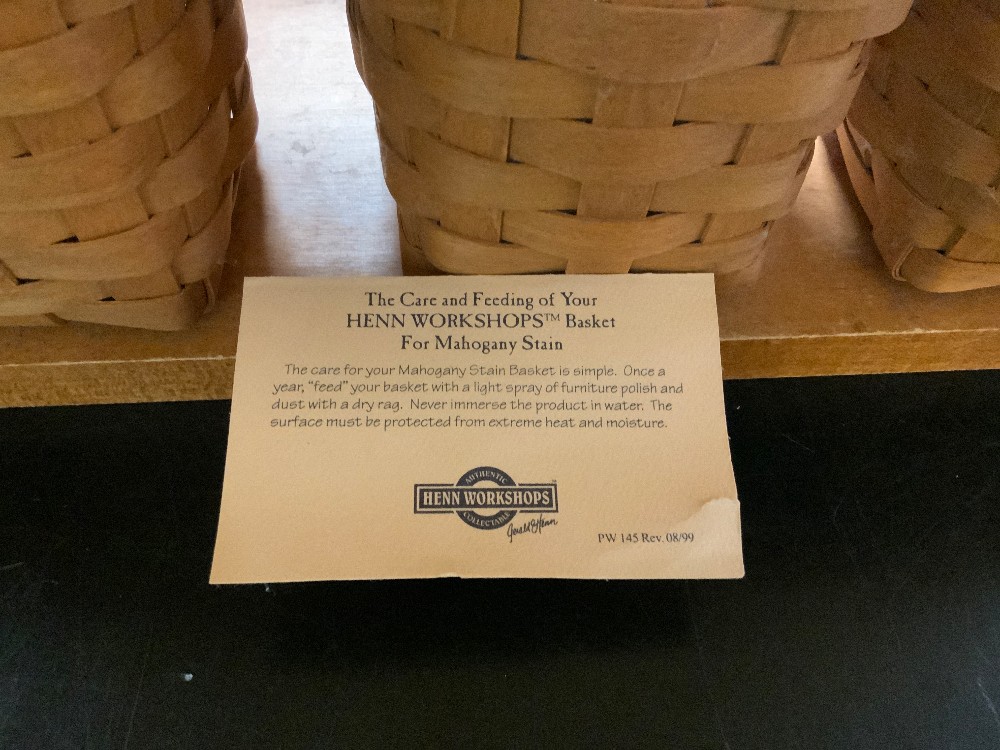 The Care and Feeding of Your
HENN WORKSHOPS™ Basket
For Mahogany Stain
The care for your Mahogany Stain Basket is simple. Once a
year, "feed" your basket with a light spray of furniture polish and
dust with a dry rag. Never immerse the product in water. The
surface must be protected from extreme heat and moisture.
AUTHENTIC
HENN WORKSHOPS™
COLLECTABLE
PW 145 Rev. 08/99